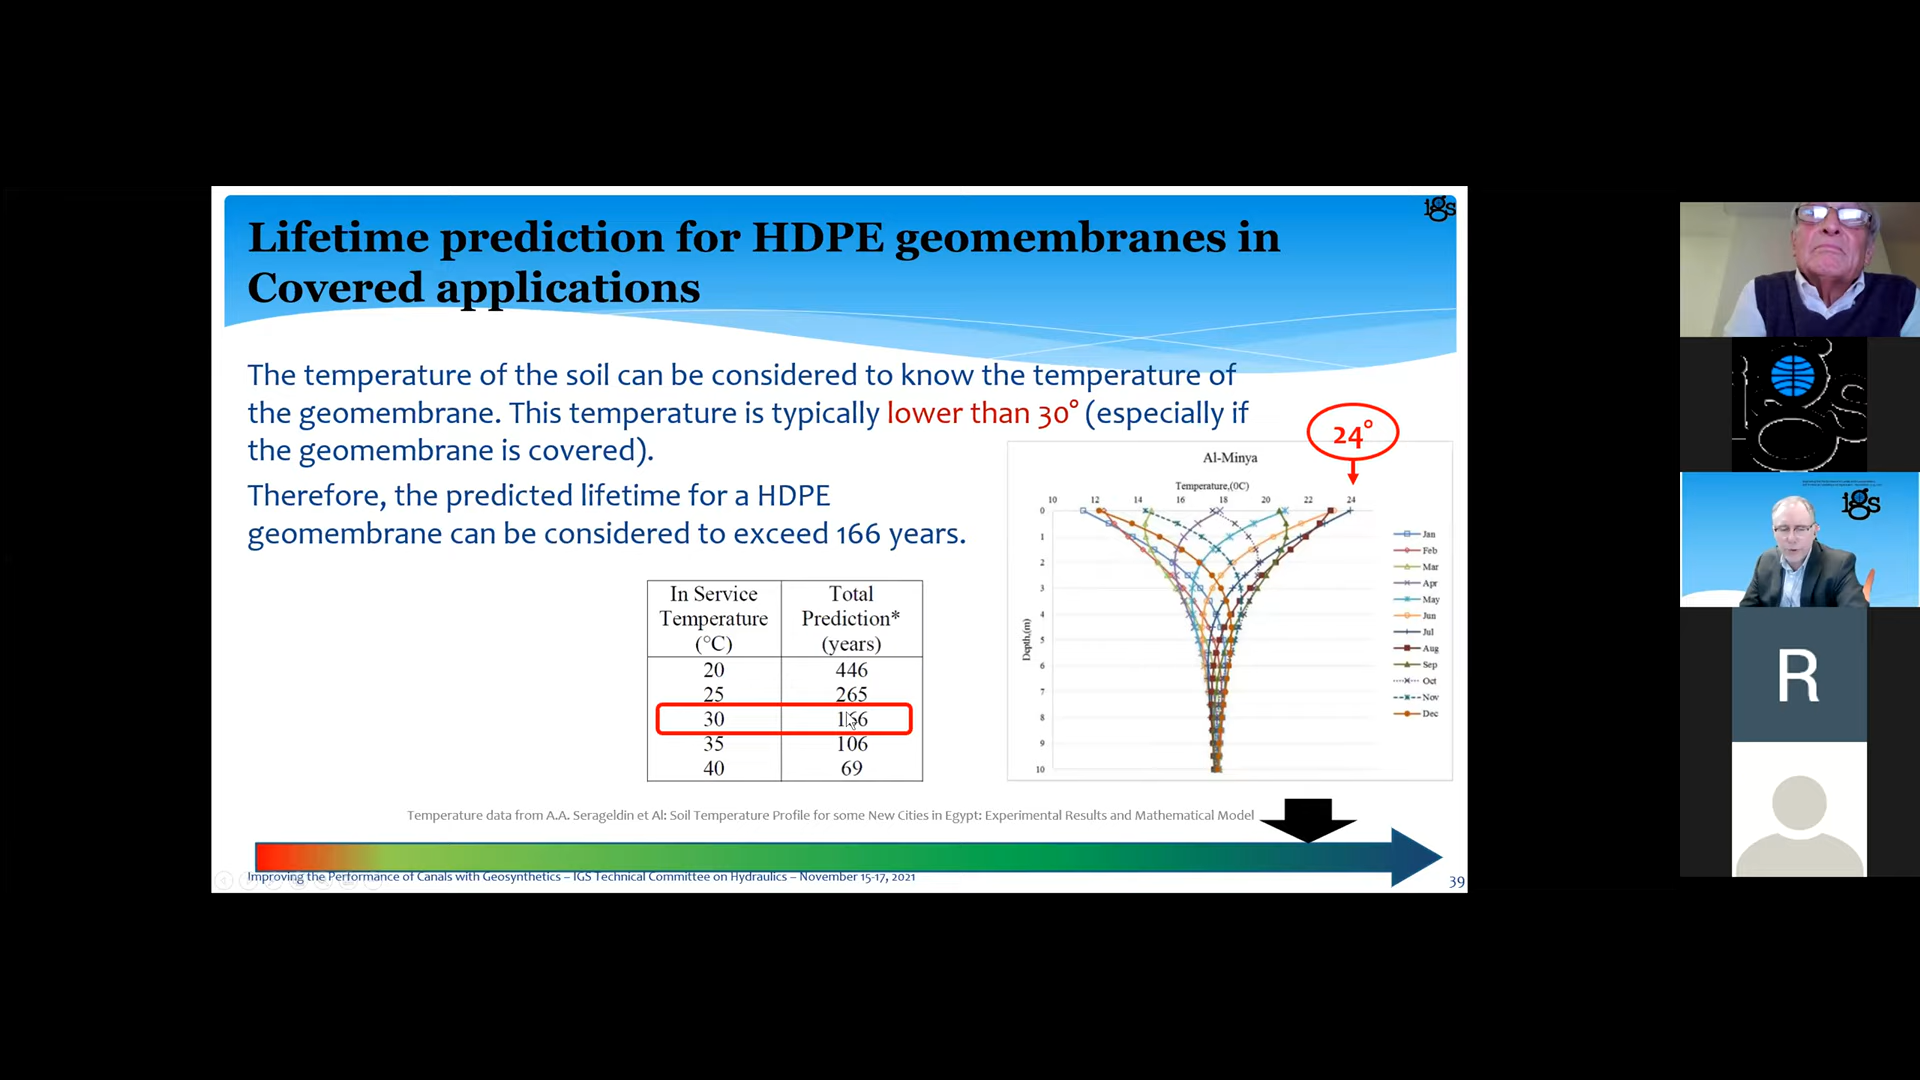 igs
Lifetime prediction for HDPE geomembranes in
Covered applications
The temperature of the soil can be considered to know the temperature of
the geomembrane. This temperature is typically lower than 30° (especially if
the geomembrane is covered).
Therefore, the predicted lifetime for a HDPE
geomembrane can be considered to exceed 166 years.
In Service Temperature (°C) Total Prediction* (years)
20 446
25 265
30 166
35 106
40 69
24°
Al-Minya
Temperature,(0C)
10 12 14 16 18 20 22 24
Depth,(m)
0
1
2
3
4
5
6
7
8
9
10
Jan
Feb
Mar
Apr
May
Jun
Jul
Aug
Sep
Oct
Nov
Dec
Temperature data from A.A. Serageldin et Al: Soil Temperature Profile for some New Cities in Egypt: Experimental Results and Mathematical Model
Improving the Performance of Canals with Geosynthetics – IGS Technical Committee on Hydraulics – November 15-17, 2021
39
igs
igs
R